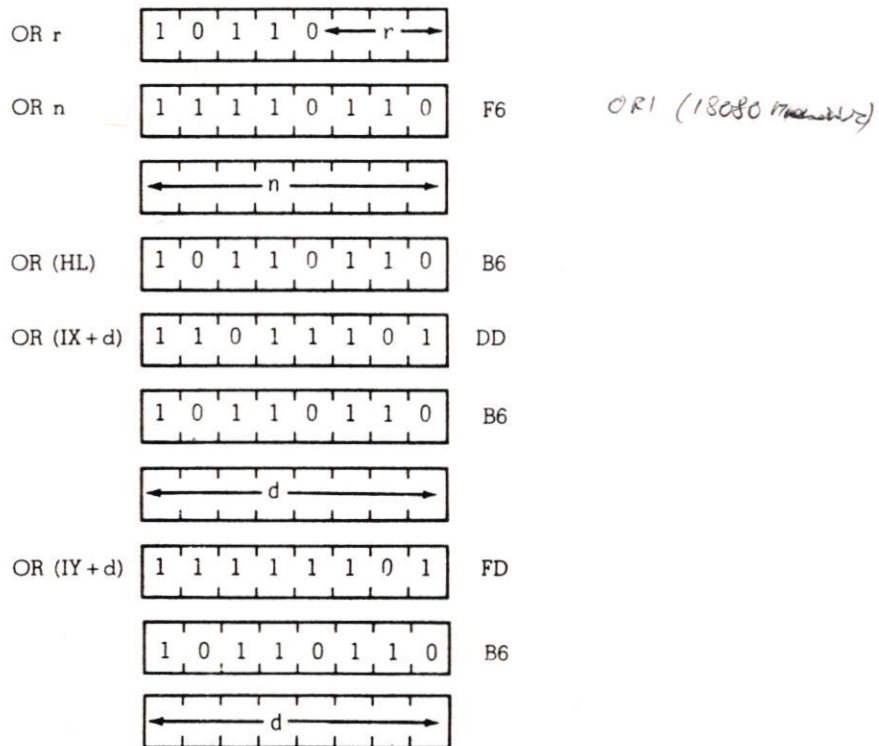 OR r 1 0 1 1 0 r
OR n 1 1 1 1 0 1 1 0 F6 ORI (18080
n
OR (HL) 1 0 1 1 0 1 1 0 B6
OR (IX + d) 1 1 0 1 1 1 0 1 DD
1 0 1 1 0 1 1 0 B6
d
OR (IY + d) 1 1 1 1 1 1 0 1 FD
1 0 1 1 0 1 1 0 B6
d